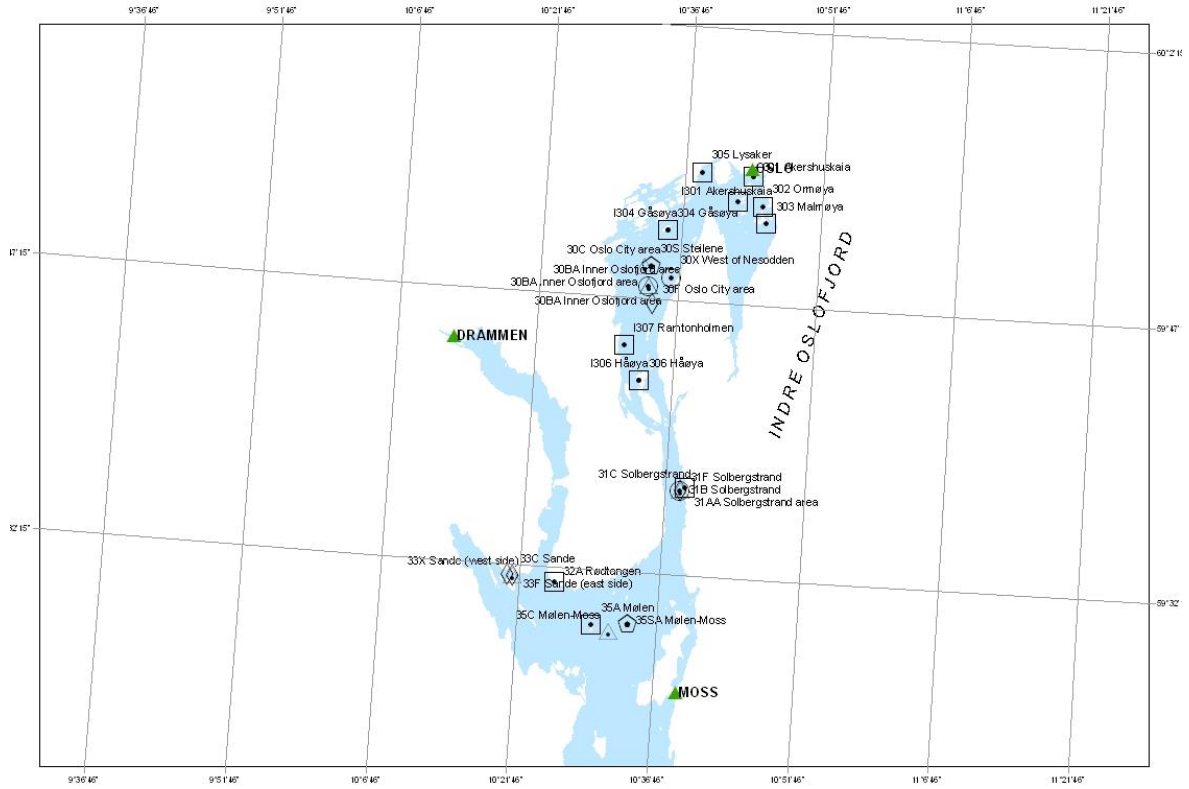 9°36'46" 9°51'46" 10°6'46" 10°21'46" 10°36'46" 10°51'46" 11°6'46" 11°21'46"
60°2'15
305 Lysaker
OSLO
Akershuskaia
I301 Akershuskaia
302 Ormøya
I304 Gåsøya
304 Gåsøya
303 Malmøya
30C Oslo City area
30S Steilene
30X West of Nesodden
30BA Inner Oslofjord area
30BA Inner Oslofjord area
30F Oslo City area
30BA Inner Oslofjord area
47'15"
59°47'
INDRE OSLOFJORD
I307 Ramtonholmen
DRAMMEN
I306 Håøya
306 Håøya
31C Solbergstrand
31F Solbergstrand
31B Solbergstrand
31AA Solbergstrand area
32'15"
33X Sande (west side)
33C Sande
32A Rødtangen
33F Sande (east side)
59°32'
35A Mølen
35C Mølen-Moss
35SA Mølen-Moss
MOSS
9°36'46" 9°51'46" 10°6'46" 10°21'46" 10°36'46" 10°51'46" 11°6'46" 11°21'46"